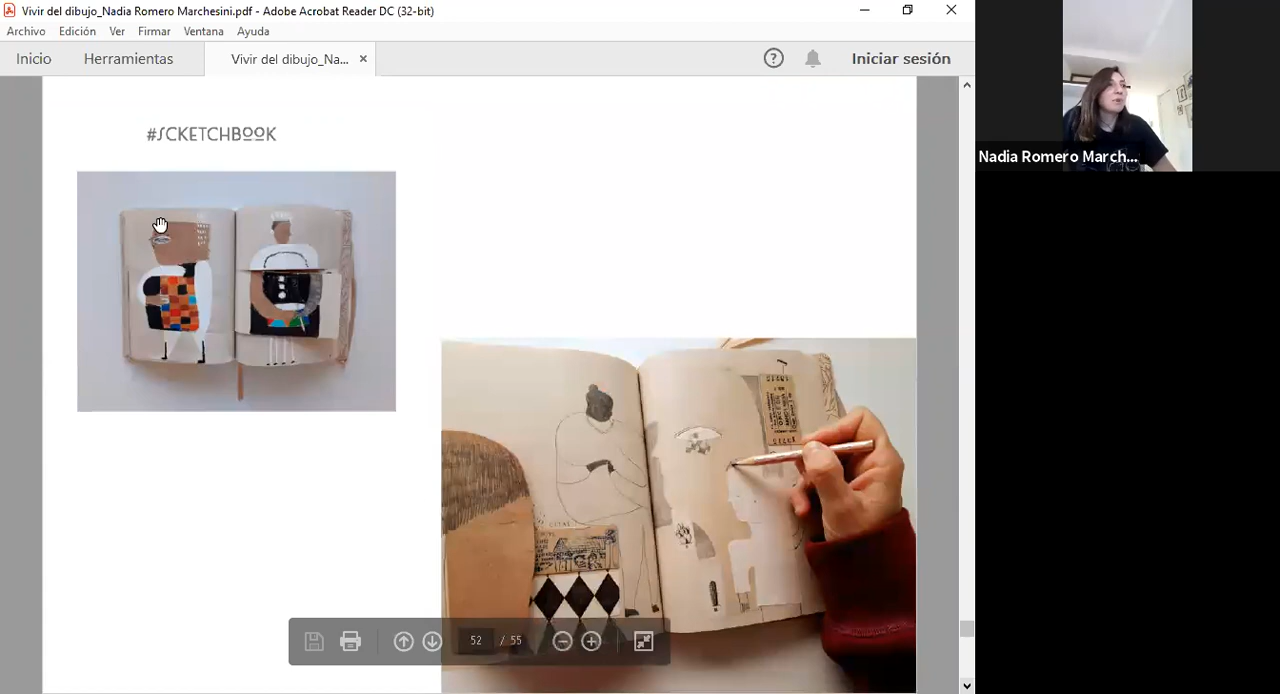 Vivir del dibujo_Nadia Romero Marchesini.pdf - Adobe Acrobat Reader DC (32-bit)
Archivo Edición Ver Firmar Ventana Ayuda
Inicio Herramientas Vivir del dibujo_Na... × Iniciar sesión
#SCKETCHBOOK
Nadia Romero March...
52 / 55